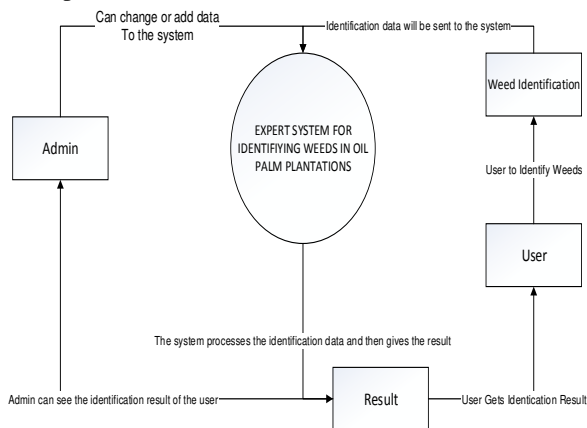 Can change or add data
To the system
Identification data will be sent to the system
Weed Identification
Admin
EXPERT SYSTEM FOR
IDENTIFIYING WEEDS IN OIL
PALM PLANTATIONS
User to Identify Weeds
User
The system processes the identification data and then gives the result
Admin can see the identification result of the user
Result
User Gets Identication Result